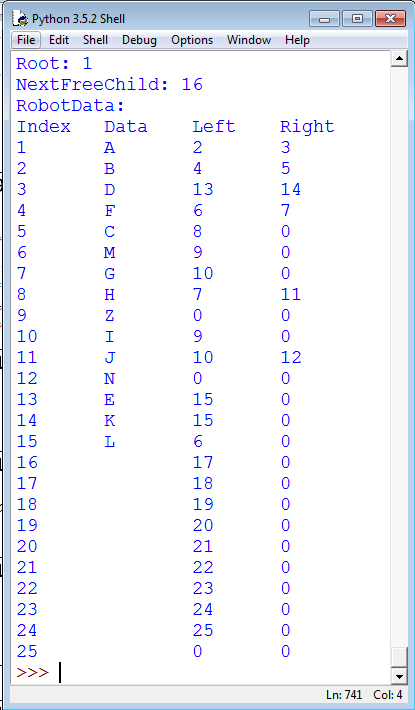 Python 3.5.2 Shell
File Edit Shell Debug Options Window Help
Root: 1
NextFreeChild: 16
RobotData:
Index Data Left Right
1 A 2 3
2 B 4 5
3 D 13 14
4 F 6 7
5 C 8 0
6 M 9 0
7 G 10 0
8 H 7 11
9 Z 0 0
10 I 9 0
11 J 10 12
12 N 0 0
13 E 15 0
14 K 15 0
15 L 6 0
16 17 0
17 18 0
18 19 0
19 20 0
20 21 0
21 22 0
22 23 0
23 24 0
24 25 0
25 0 0
>>>
Ln: 741 Col: 4